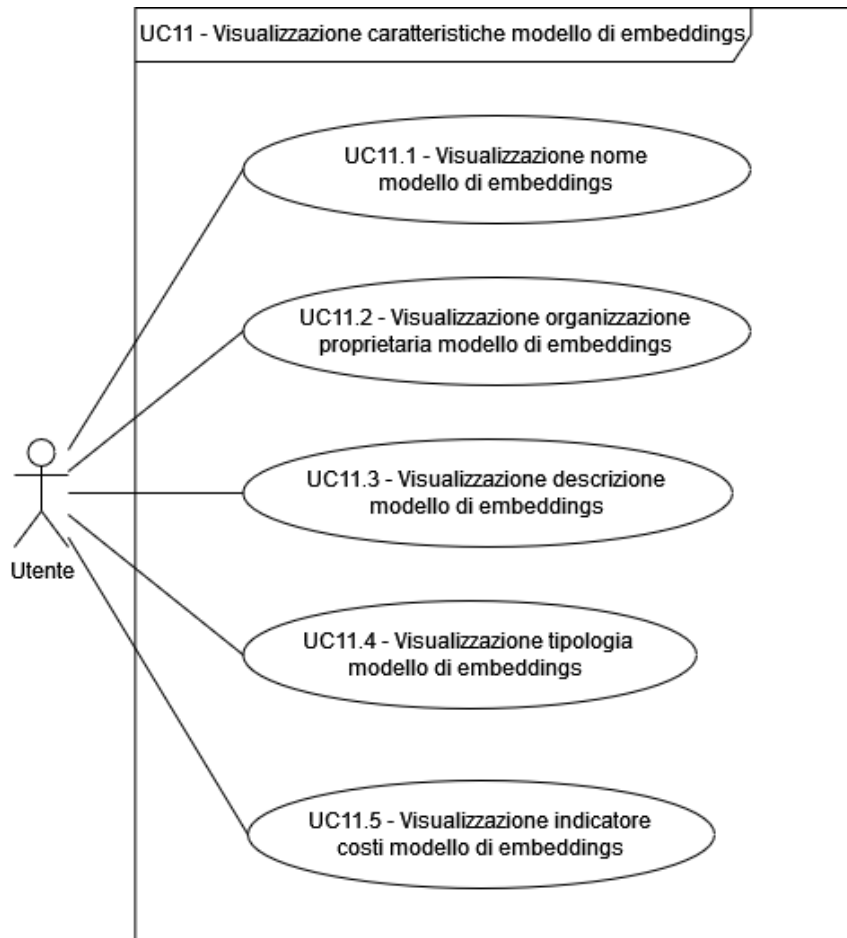 UC11 - Visualizzazione caratteristiche modello di embeddings
UC11.1 - Visualizzazione nome
modello di embeddings
UC11.2 - Visualizzazione organizzazione
proprietaria modello di embeddings
UC11.3 - Visualizzazione descrizione
modello di embeddings
Utente
UC11.4 - Visualizzazione tipologia
modello di embeddings
UC11.5 - Visualizzazione indicatore
costi modello di embeddings